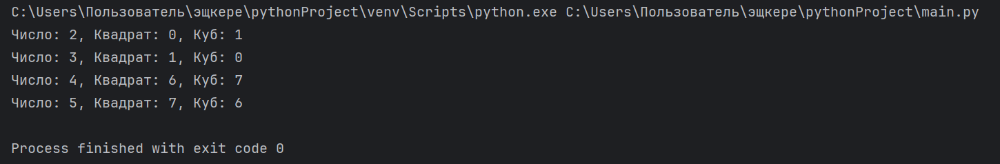 C:\Users\Пользователь\эщкере\pythonProject\venv\Scripts\python.exe C:\Users\Пользователь\эщкере\pythonProject\main.py
Число: 2, Квадрат: 0, Куб: 1
Число: 3, Квадрат: 1, Куб: 0
Число: 4, Квадрат: 6, Куб: 7
Число: 5, Квадрат: 7, Куб: 6
Process finished with exit code 0